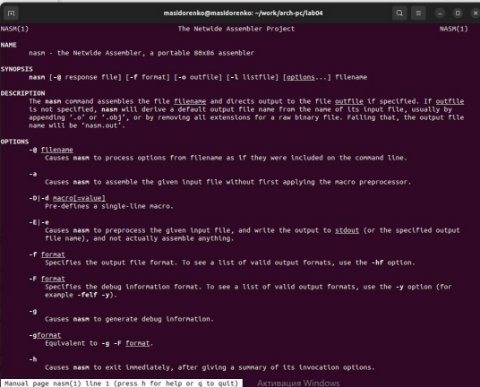 masidorenko@masidorenko: ~/work/arch-pc/lab04
NASM(1) The Netwide Assembler Project NASM(1)
NAME
nasm - the Netwide Assembler, a portable 80x86 assembler
SYNOPSIS
nasm [-@ response file] [-f format] [-o outfile] [-l listfile] [options...] filename
DESCRIPTION
The nasm command assembles the file filename and directs output to the file outfile if specified. If outfile
is not specified, nasm will derive a default output file name from the name of its input file, usually by
appending '.o' or '.obj', or by removing all extensions for a raw binary file. Failing that, the output file
name will be 'nasm.out'.
OPTIONS
-@ filename
Causes nasm to process options from filename as if they were included on the command line.
-a
Causes nasm to assemble the given input file without first applying the macro preprocessor.
-D|-d macro[=value]
Pre-defines a single-line macro.
-E|-e
Causes nasm to preprocess the given input file, and write the output to stdout (or the specified output
file name), and not actually assemble anything.
-f format
Specifies the output file format. To see a list of valid output formats, use the -hf option.
-F format
Specifies the debug information format. To see a list of valid output formats, use the -y option (for
example -felf -y).
-g
Causes nasm to generate debug information.
-gformat
Equivalent to -g -F format.
-h
Causes nasm to exit immediately, after giving a summary of its invocation options.
Manual page nasm(1) line 1 (press h for help or q to quit)
Активация Windows